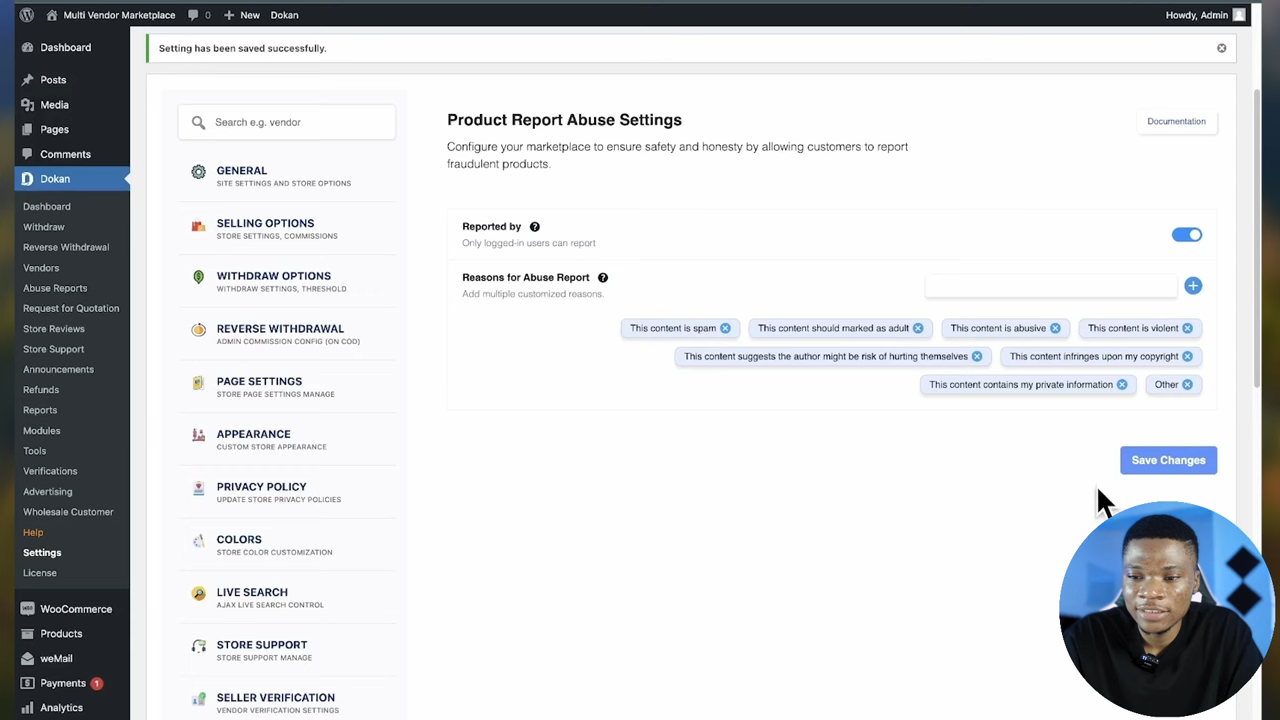 Multi Vendor Marketplace 0 New Dokan Howdy, Admin
Dashboard
Posts
Media
Pages
Comments
Dokan
Dashboard
Withdraw
Reverse Withdrawal
Vendors
Abuse Reports
Request for Quotation
Store Reviews
Store Support
Announcements
Refunds
Reports
Modules
Tools
Verifications
Advertising
Wholesale Customer
Help
Settings
License
WooCommerce
Products
weMail
Payments 1
Analytics
Setting has been saved successfully.
Search e.g. vendor
GENERAL
SITE SETTINGS AND STORE OPTIONS
SELLING OPTIONS
STORE SETTINGS, COMMISSIONS
WITHDRAW OPTIONS
WITHDRAW SETTINGS, THRESHOLD
REVERSE WITHDRAWAL
ADMIN COMMISSION CONFIG (ON COD)
PAGE SETTINGS
STORE PAGE SETTINGS MANAGE
APPEARANCE
CUSTOM STORE APPEARANCE
PRIVACY POLICY
UPDATE STORE PRIVACY POLICIES
COLORS
STORE COLOR CUSTOMIZATION
LIVE SEARCH
AJAX LIVE SEARCH CONTROL
STORE SUPPORT
STORE SUPPORT MANAGE
SELLER VERIFICATION
VENDOR VERIFICATION SETTINGS
Product Report Abuse Settings
Documentation
Configure your marketplace to ensure safety and honesty by allowing customers to report
fraudulent products.
Reported by
Only logged-in users can report
Reasons for Abuse Report
Add multiple customized reasons.
This content is spam This content should marked as adult This content is abusive This content is violent
This content suggests the author might be risk of hurting themselves This content infringes upon my copyright
This content contains my private information Other
Save Changes